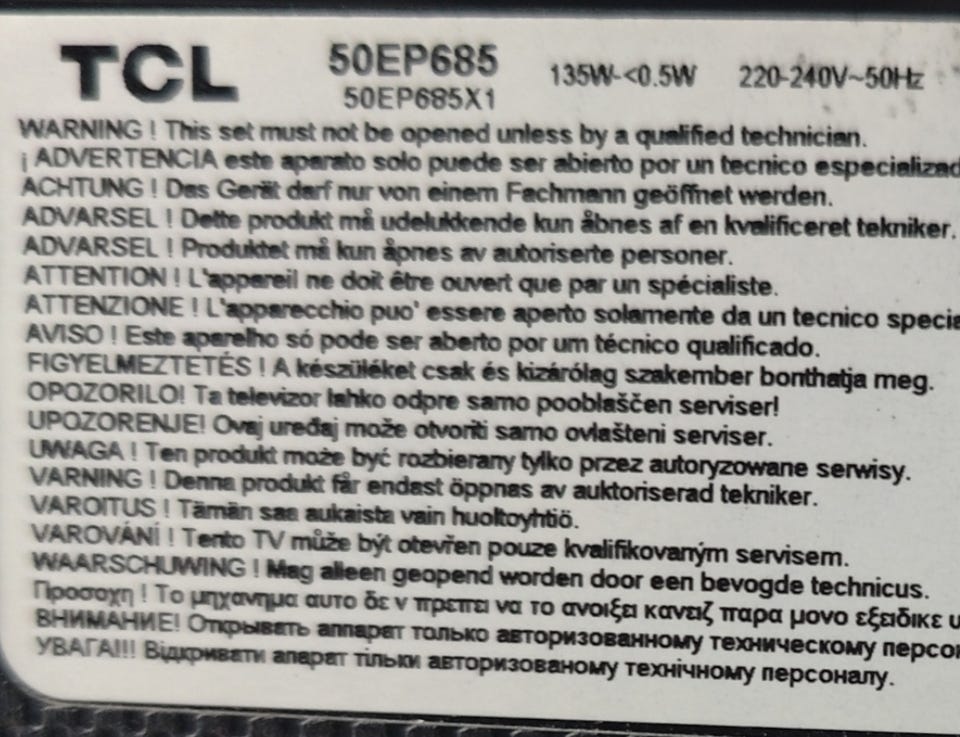 TCL 50EP685 135W-<0.5W 220-240V~50Hz
50EP685X1
WARNING ! This set must not be opened unless by a qualified technician.
¡ ADVERTENCIA este aparato solo puede ser abierto por un tecnico especializad
ACHTUNG ! Das Gerät darf nur von einem Fachmann geöffnet werden.
ADVARSEL ! Dette produkt må udelukkende kun åbnes af en kvalificeret tekniker.
ADVARSEL ! Produktet må kun åpnes av autoriserte personer.
ATTENTION ! L'appareil ne doit être ouvert que par un spécialiste.
ATTENZIONE ! L'apparecchio puo' essere aperto solamente da un tecnico specia
AVISO ! Este aparelho só pode ser aberto por um técnico qualificado.
FIGYELMEZTETÉS ! A készüléket csak és kizárólag szakember bonthatja meg.
OPOZORILO! Ta televizor lahko odpre samo pooblaščen serviser!
UPOZORENJE! Ovaj uređaj može otvoriti samo ovlašteni serviser.
UWAGA ! Ten produkt może być rozbierany tylko przez autoryzowane serwisy.
VARNING ! Denna produkt får endast öppnas av auktoriserad tekniker.
VAROITUS ! Tämän saa aukaista vain huoltoyhtiö.
VAROVÁNÍ ! Tento TV může být otevřen pouze kvalifikovaným servisem.
WAARSCHUWING ! Mag alleen geopend worden door een bevogde technicus.
Προσοχη ! Το μηχανημα αυτο δε ν πρεπει να το ανοιξει κανειζ παρα μονο εξειδικε υ
ВНИМАНИЕ! Открывать аппарат только авторизованному техническому персо
УВАГА!!! Відкривати апарат тільки авторизованому технічному персоналу.